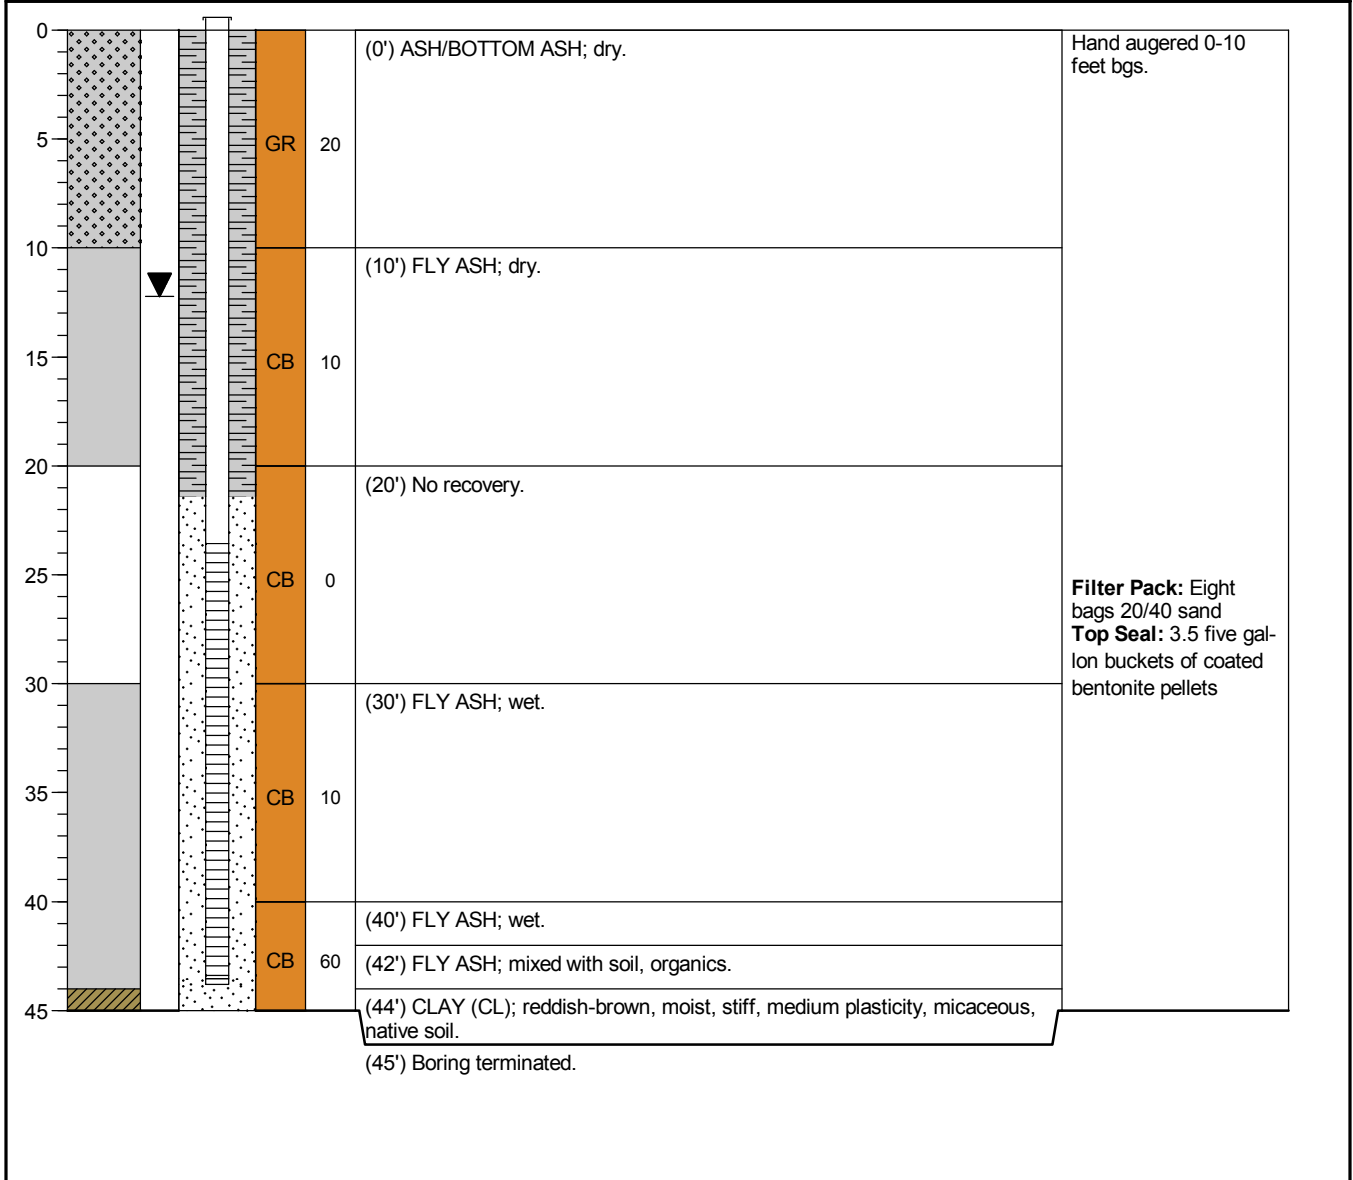 0
(0') ASH/BOTTOM ASH; dry.
Hand augered 0-10
feet bgs.
5
GR 20
10
(10') FLY ASH; dry.
15
CB 10
20
(20') No recovery.
25
CB 0
Filter Pack: Eight
bags 20/40 sand
Top Seal: 3.5 five gal-
lon buckets of coated
bentonite pellets
30
(30') FLY ASH; wet.
35
CB 10
40
(40') FLY ASH; wet.
CB 60
(42') FLY ASH; mixed with soil, organics.
45
(44') CLAY (CL); reddish-brown, moist, stiff, medium plasticity, micaceous,
native soil.
(45') Boring terminated.